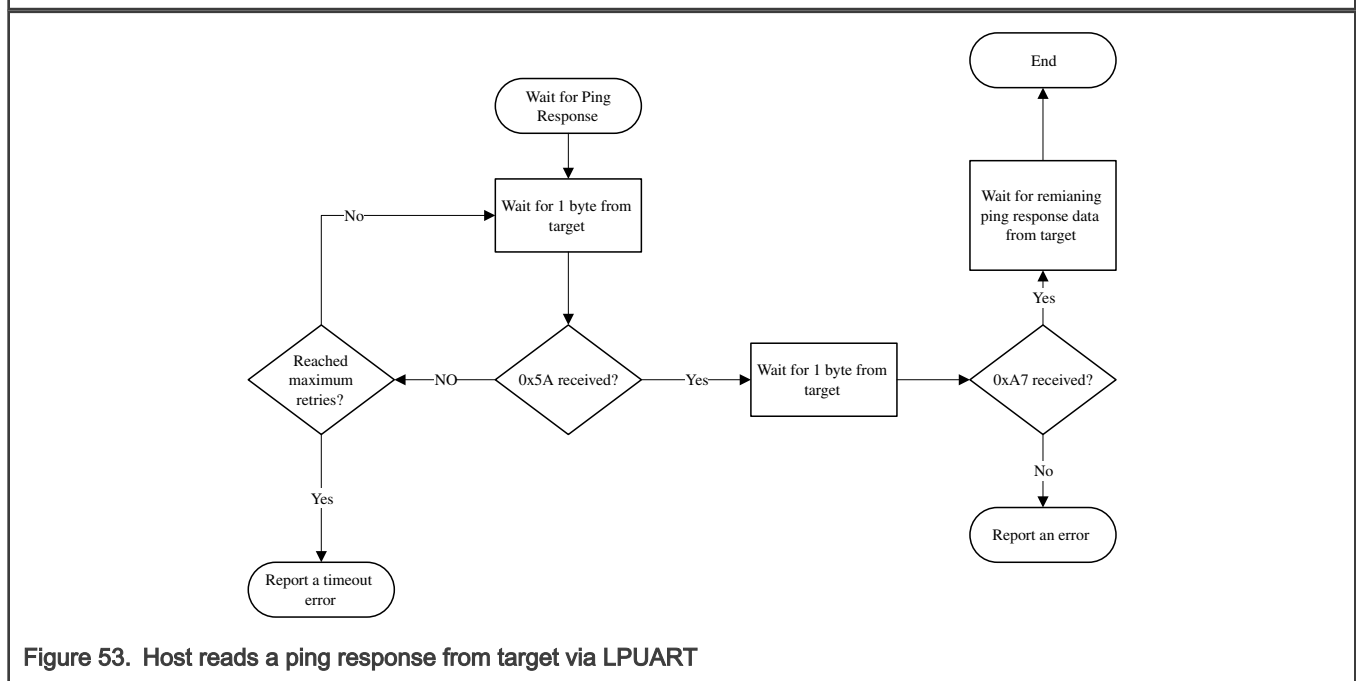 End
Wait for Ping
Response
Wait for 1 byte from
target
Wait for remianing
ping response data
from target
No
Yes
Reached
maximum
retries?
NO
0x5A received?
Yes
Wait for 1 byte from
target
0xA7 received?
No
Yes
Report an error
Report a timeout
error
Figure 53. Host reads a ping response from target via LPUART